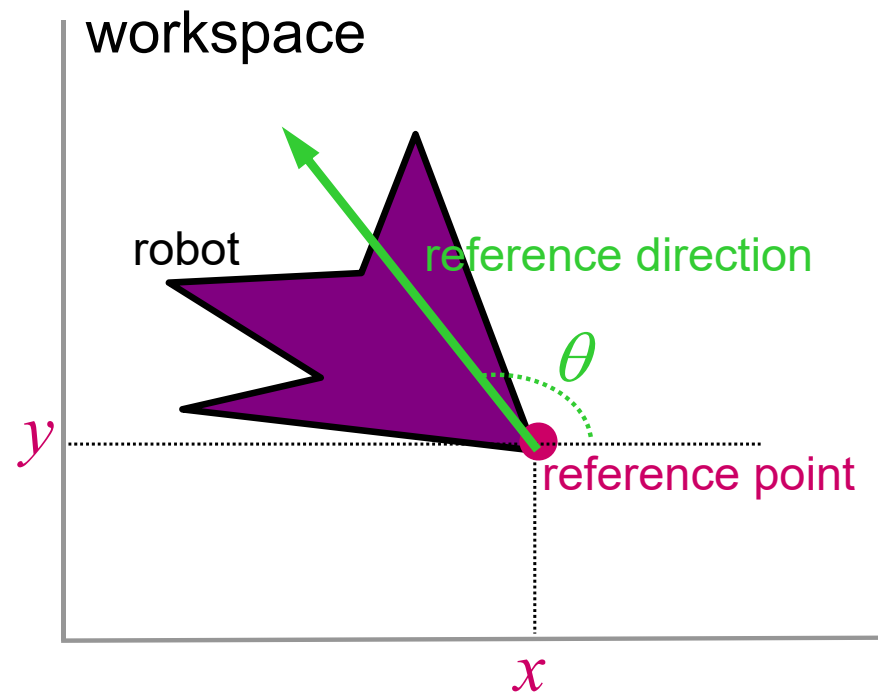 workspace
robot
reference direction
θ
y
reference point
x